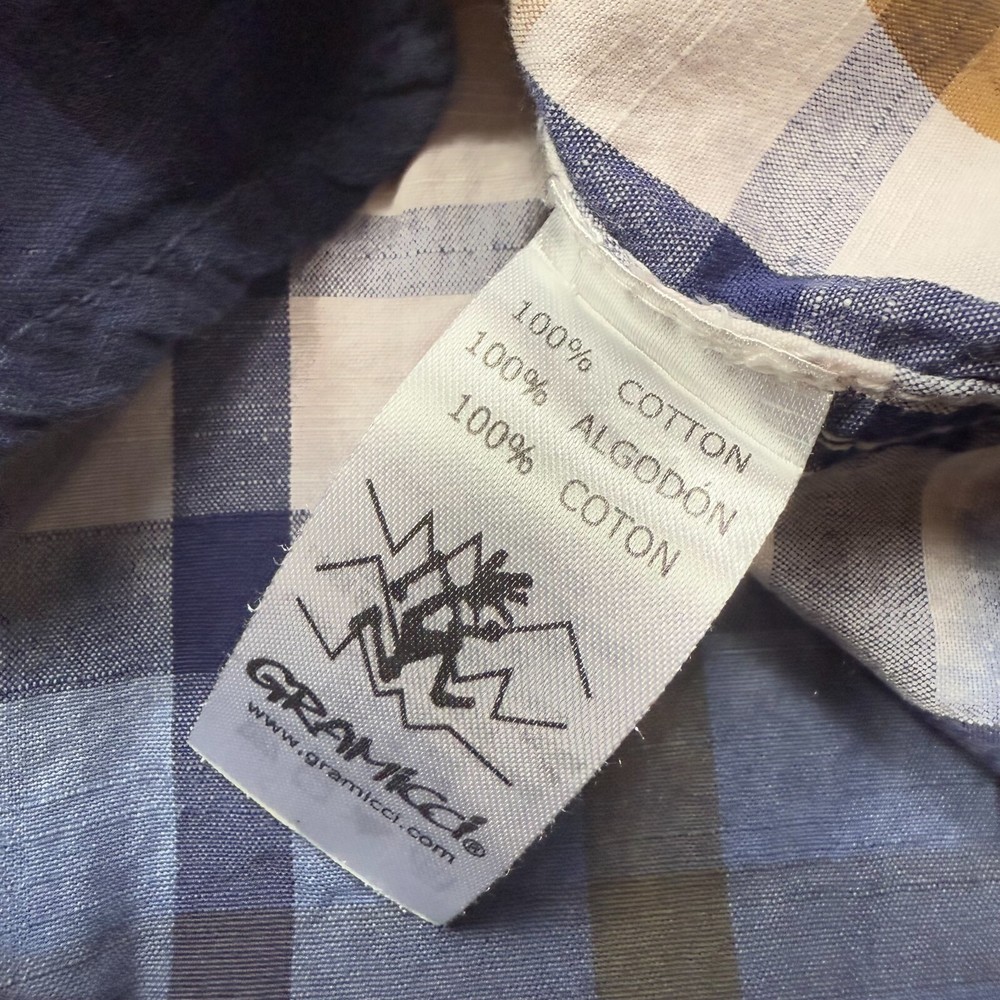 100% COTTON
100% ALGODÓN
100% COTON
GRAMiCCi®
www.gramicci.com